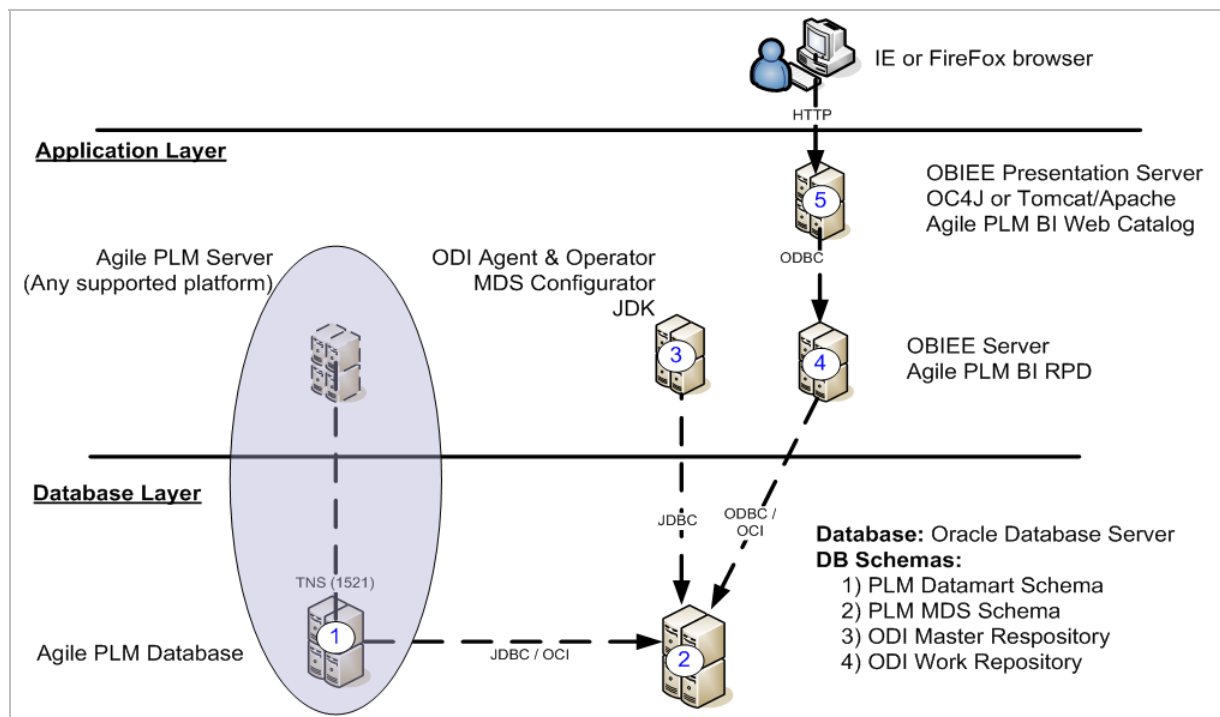 IE or FireFox browser
HTTP
Application Layer
5
OBIEE Presentation Server
OC4J or Tomcat/Apache
Agile PLM BI Web Catalog
ODBC
Agile PLM Server
(Any supported platform)
ODI Agent & Operator
MDS Configurator
JDK
3
4
OBIEE Server
Agile PLM BI RPD
Database Layer
JDBC
ODBC /
OCI
Database: Oracle Database Server
DB Schemas:
1) PLM Datamart Schema
2) PLM MDS Schema
3) ODI Master Respository
4) ODI Work Repository
TNS (1521)
1
Agile PLM Database
JDBC / OCI
2